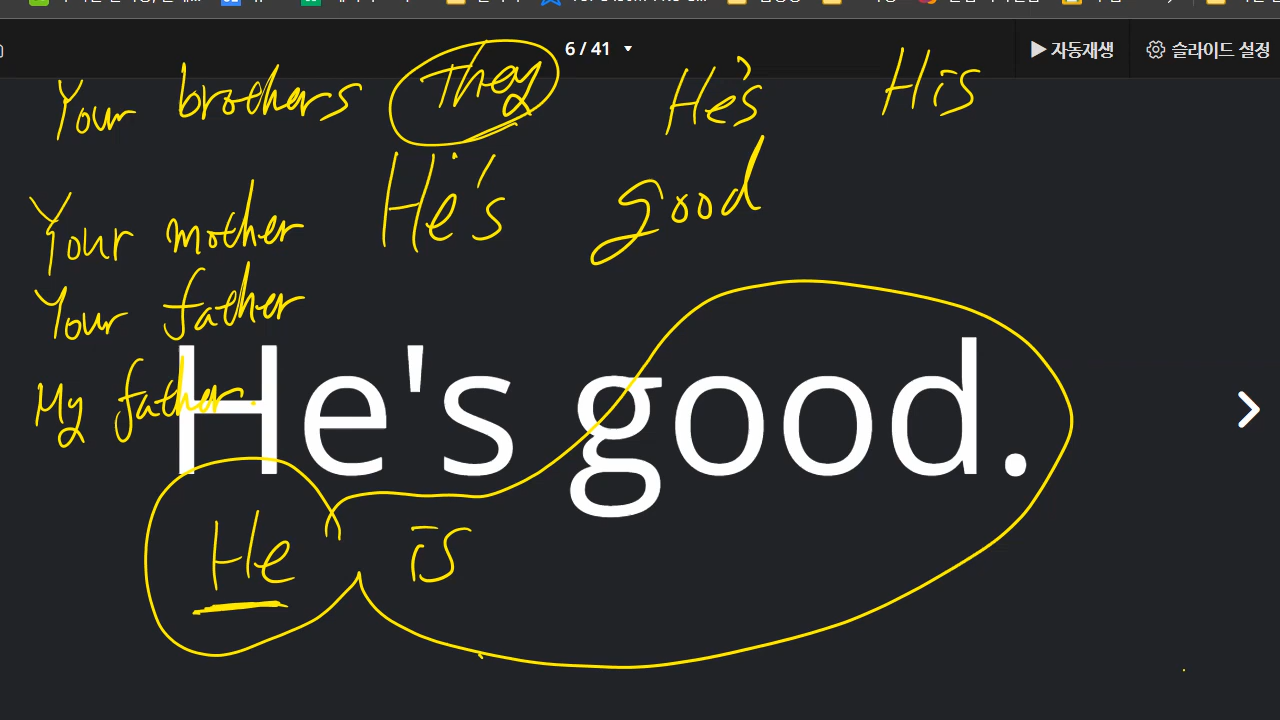 6 / 41
자동재생
슬라이드 설정
Your brothers They He's His
He's good
Your mother
Your father
My father.
He's good.
He is